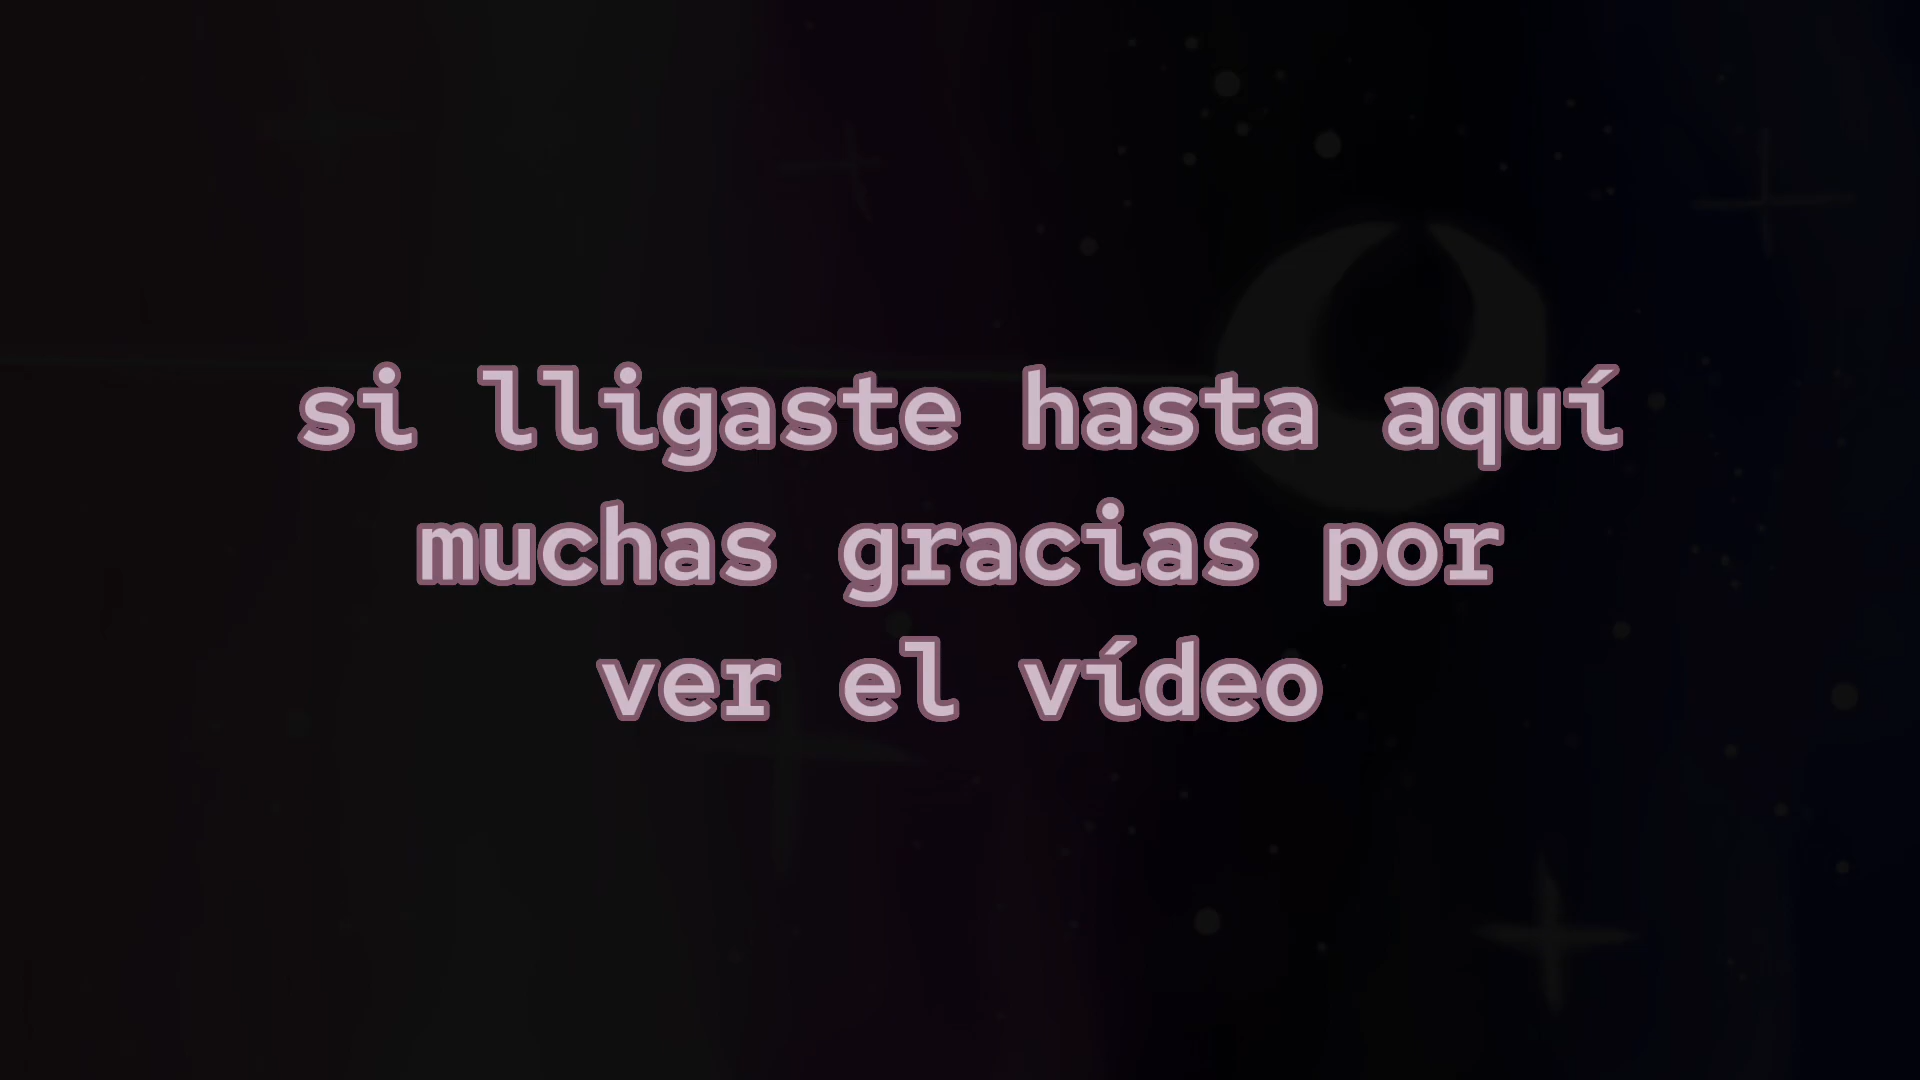 si lligaste hasta aquí
muchas gracias por
ver el vídeo